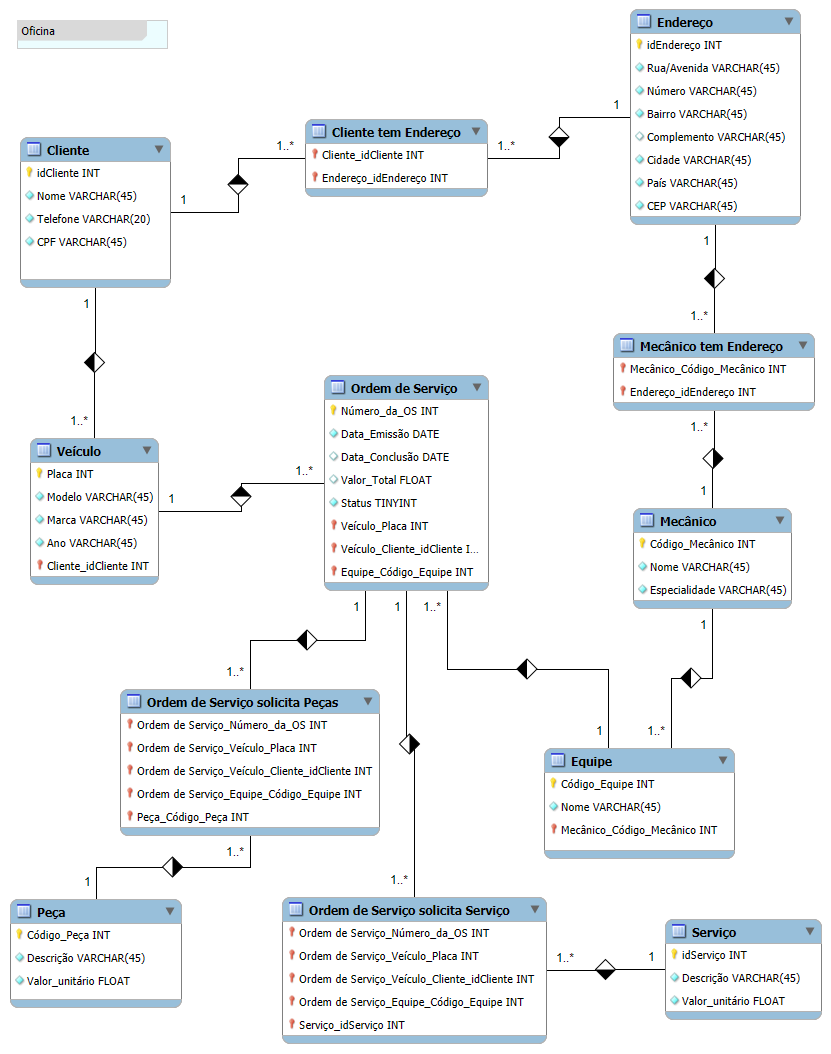 Oficina
Endereço
idEndereço INT
Rua/Avenida VARCHAR(45)
Número VARCHAR(45)
Bairro VARCHAR(45)
Complemento VARCHAR(45)
Cidade VARCHAR(45)
País VARCHAR(45)
CEP VARCHAR(45)
1
Cliente tem Endereço
Cliente_idCliente INT
Endereço_idEndereço INT
1..*
1..*
Cliente
idCliente INT
Nome VARCHAR(45)
Telefone VARCHAR(20)
CPF VARCHAR(45)
1
1
1
1..*
Mecânico tem Endereço
Mecânico_Código_Mecânico INT
Endereço_idEndereço INT
1..*
1
Veículo
Placa INT
Modelo VARCHAR(45)
Marca VARCHAR(45)
Ano VARCHAR(45)
Cliente_idCliente INT
1..*
1
1..*
Ordem de Serviço
Número_da_OS INT
Data_Emissão DATE
Data_Conclusão DATE
Valor_Total FLOAT
Status TINYINT
Veículo_Placa INT
Veículo_Cliente_idCliente I...
Equipe_Código_Equipe INT
1
1
1..*
Mecânico
Código_Mecânico INT
Nome VARCHAR(45)
Especialidade VARCHAR(45)
1
1..*
1
1..*
Ordem de Serviço solicita Peças
Ordem de Serviço_Número_da_OS INT
Ordem de Serviço_Veículo_Placa INT
Ordem de Serviço_Veículo_Cliente_idCliente INT
Ordem de Serviço_Equipe_Código_Equipe INT
Peça_Código_Peça INT
1..*
1
Equipe
Código_Equipe INT
Nome VARCHAR(45)
Mecânico_Código_Mecânico INT
Peça
Código_Peça INT
Descrição VARCHAR(45)
Valor_unitário FLOAT
1..*
Ordem de Serviço solicita Serviço
Ordem de Serviço_Número_da_OS INT
Ordem de Serviço_Veículo_Placa INT
Ordem de Serviço_Veículo_Cliente_idCliente INT
Ordem de Serviço_Equipe_Código_Equipe INT
Serviço_idServiço INT
1..*
1
Serviço
idServiço INT
Descrição VARCHAR(45)
Valor_unitário FLOAT